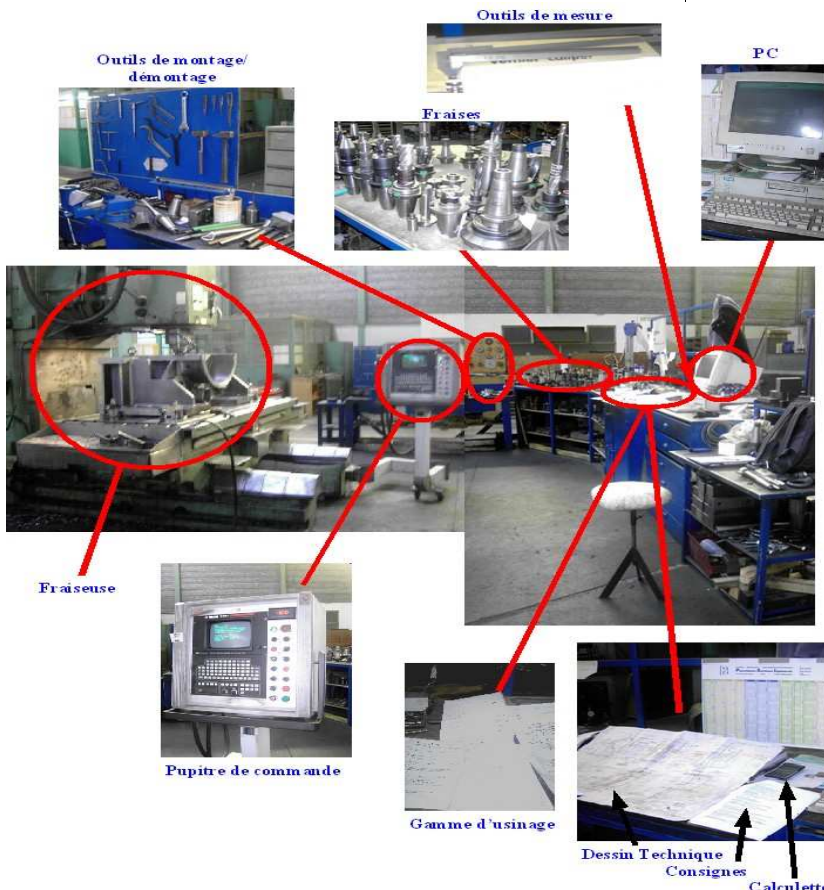 Outils de mesure
Outils de montage/
démontage
PC
Fraises
Fraiseuse
Pupitre de commande
Gamme d'usinage
Dessin Technique
Consignes
Calculette